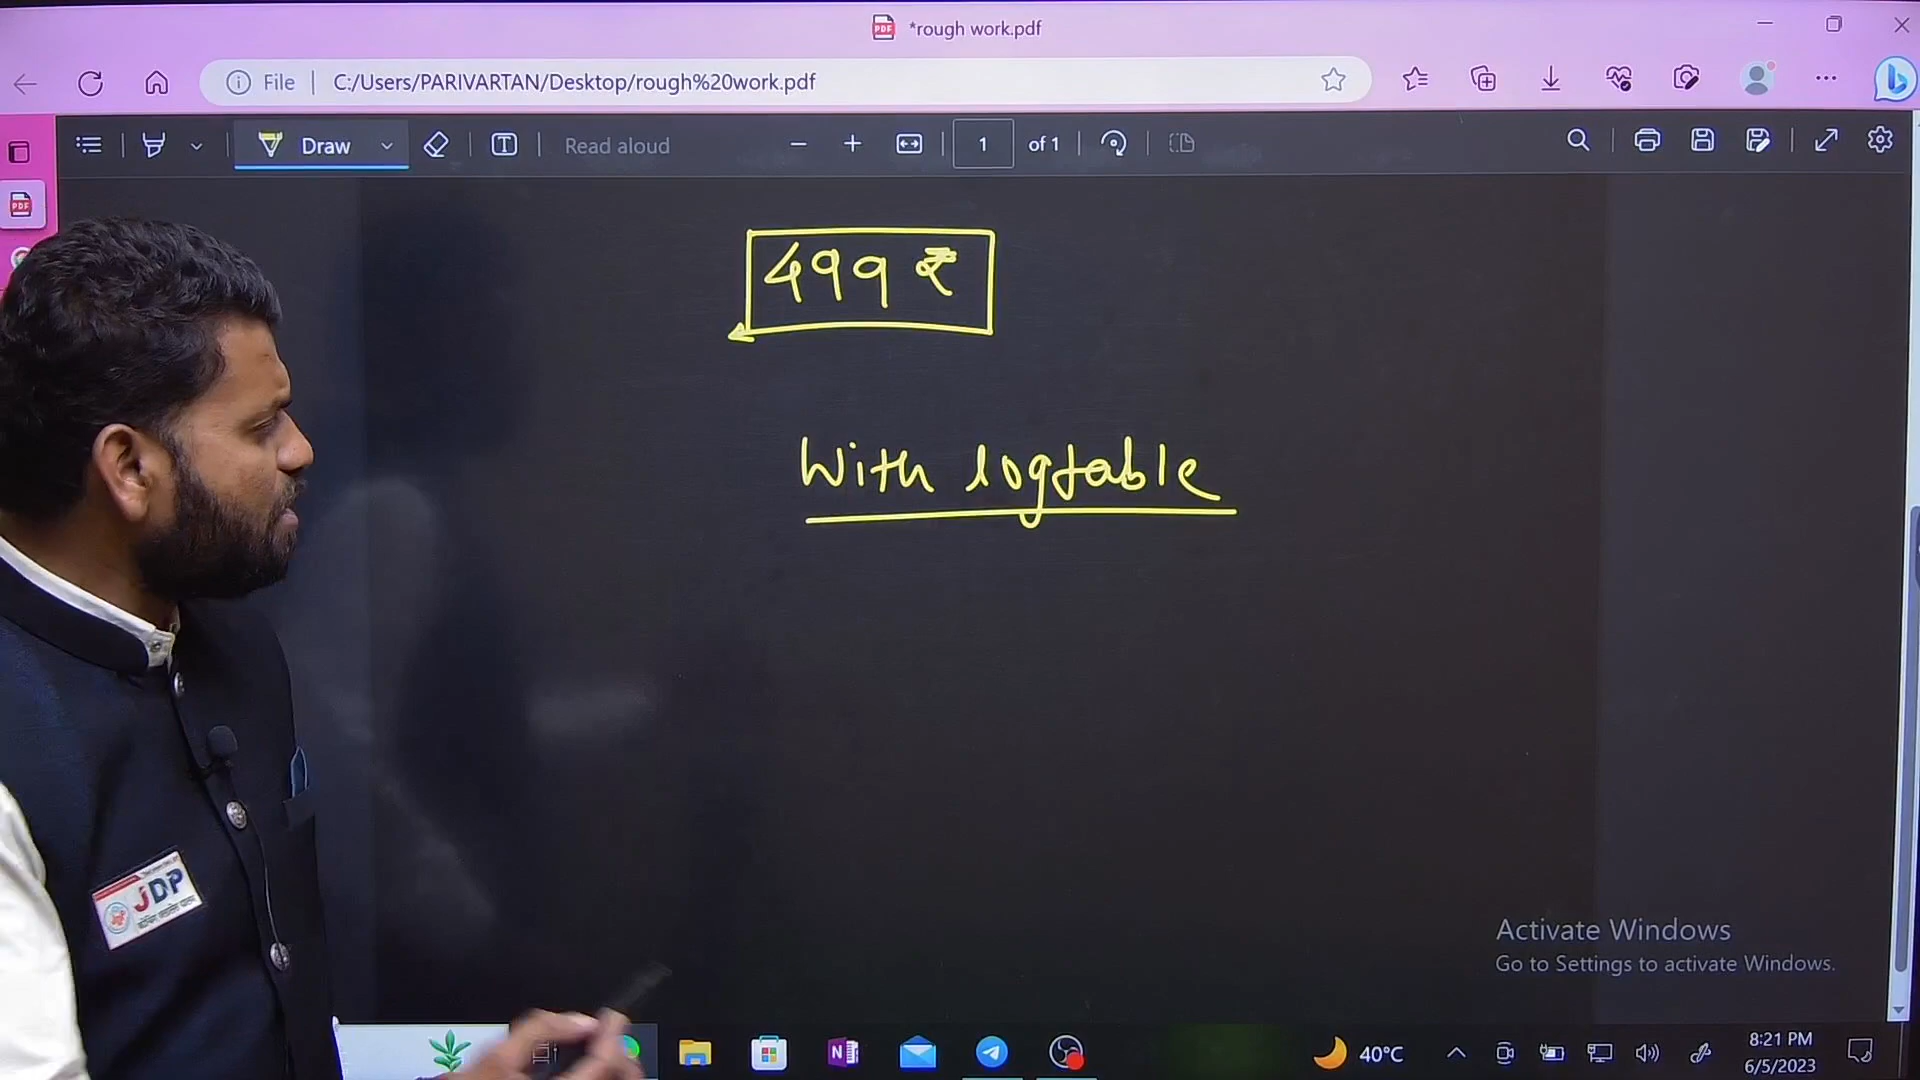 *rough work.pdf
File C:/Users/PARIVARTAN/Desktop/rough%20work.pdf
Draw Read aloud 1 of 1
499 ₹
With logtable
JDP
Activate Windows
Go to Settings to activate Windows.
40°C 8:21 PM
6/5/2023